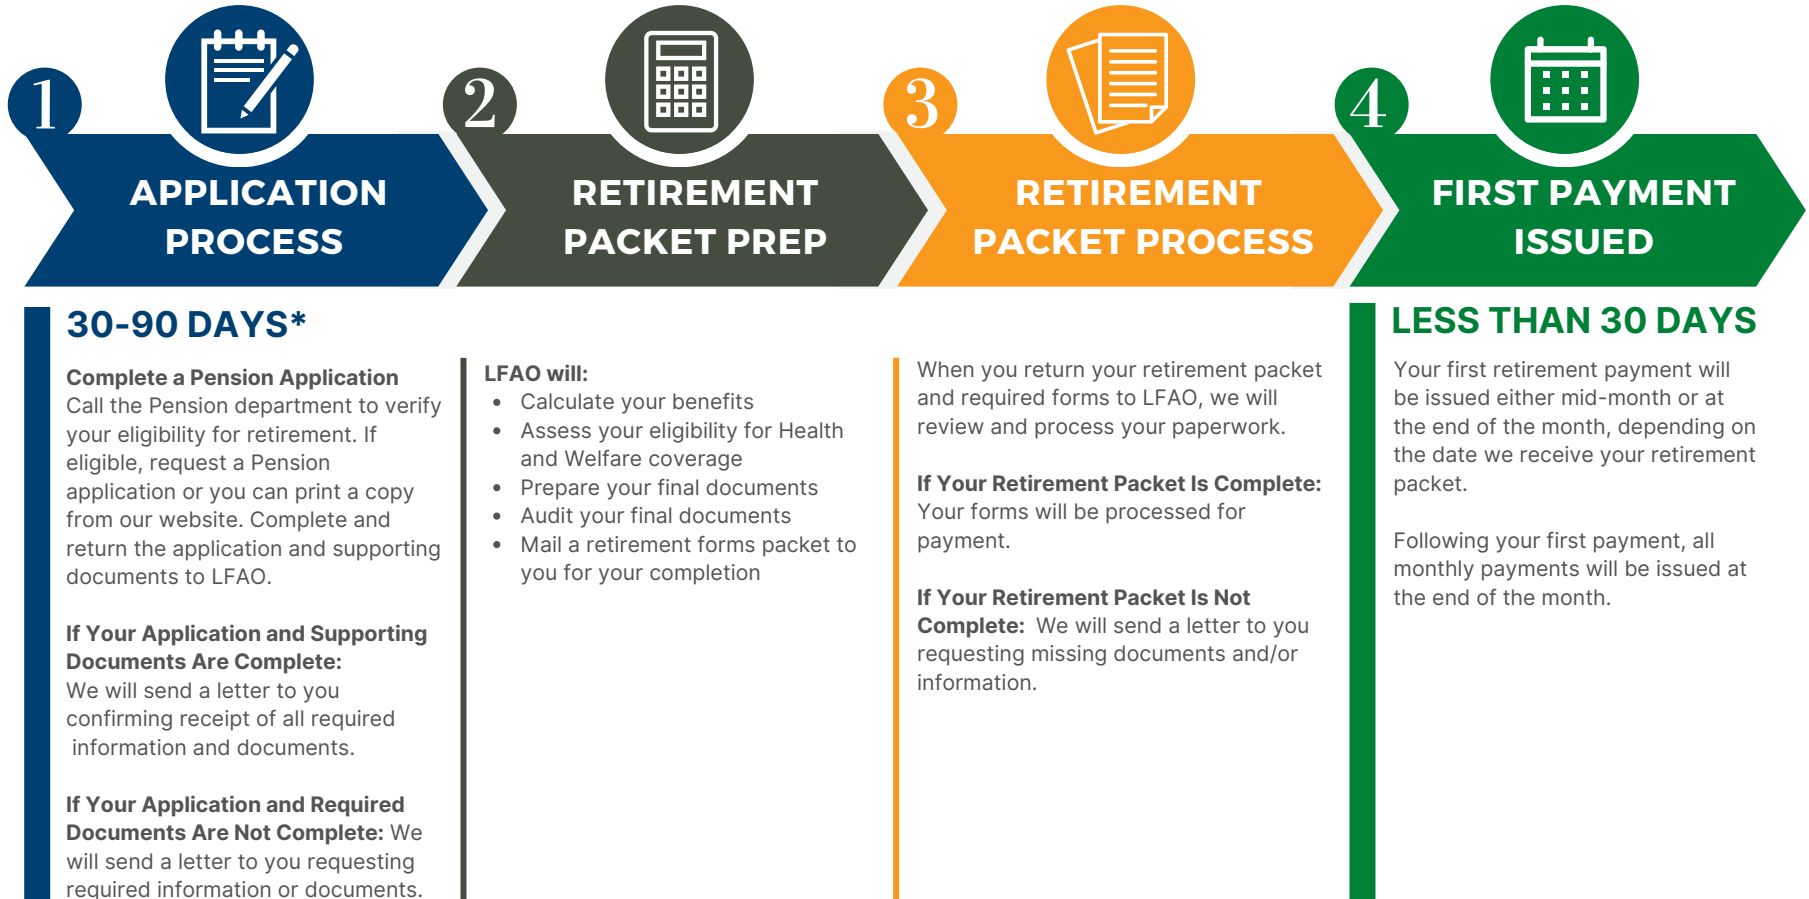 1
APPLICATION
PROCESS
2
RETIREMENT
PACKET PREP
3
RETIREMENT
PACKET PROCESS
4
FIRST PAYMENT
ISSUED
30-90 DAYS*
Complete a Pension Application
Call the Pension department to verify
your eligibility for retirement. If
eligible, request a Pension
application or you can print a copy
from our website. Complete and
return the application and supporting
documents to LFAO.
If Your Application and Supporting
Documents Are Complete:
We will send a letter to you
confirming receipt of all required
information and documents.
If Your Application and Required
Documents Are Not Complete: We
will send a letter to you requesting
required information or documents.
LFAO will:
• Calculate your benefits
• Assess your eligibility for Health
and Welfare coverage
• Prepare your final documents
• Audit your final documents
• Mail a retirement forms packet to
you for your completion
When you return your retirement packet
and required forms to LFAO, we will
review and process your paperwork.
If Your Retirement Packet Is Complete:
Your forms will be processed for
payment.
If Your Retirement Packet Is Not
Complete: We will send a letter to you
requesting missing documents and/or
information.
LESS THAN 30 DAYS
Your first retirement payment will
be issued either mid-month or at
the end of the month, depending on
the date we receive your retirement
packet.
Following your first payment, all
monthly payments will be issued at
the end of the month.